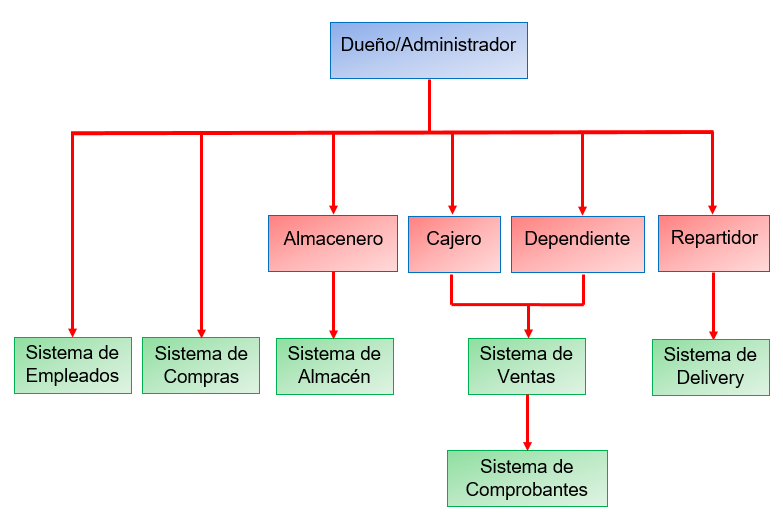 Dueño/Administrador
Almacenero
Cajero
Dependiente
Repartidor
Sistema de
Empleados
Sistema de
Compras
Sistema de
Almacén
Sistema de
Ventas
Sistema de
Delivery
Sistema de
Comprobantes